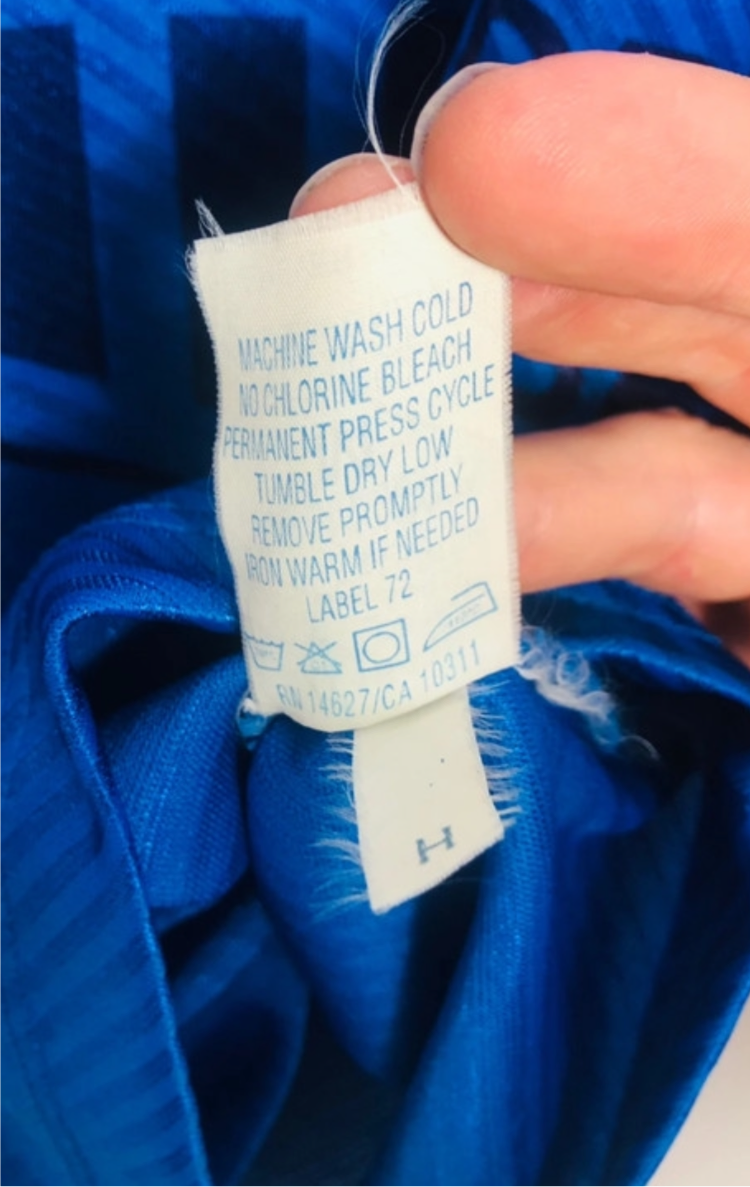 MACHINE WASH COLD
NO CHLORINE BLEACH
PERMANENT PRESS CYCLE
TUMBLE DRY LOW
REMOVE PROMPTLY
IRON WARM IF NEEDED
LABEL 72
RN 14627/CA 10311
H